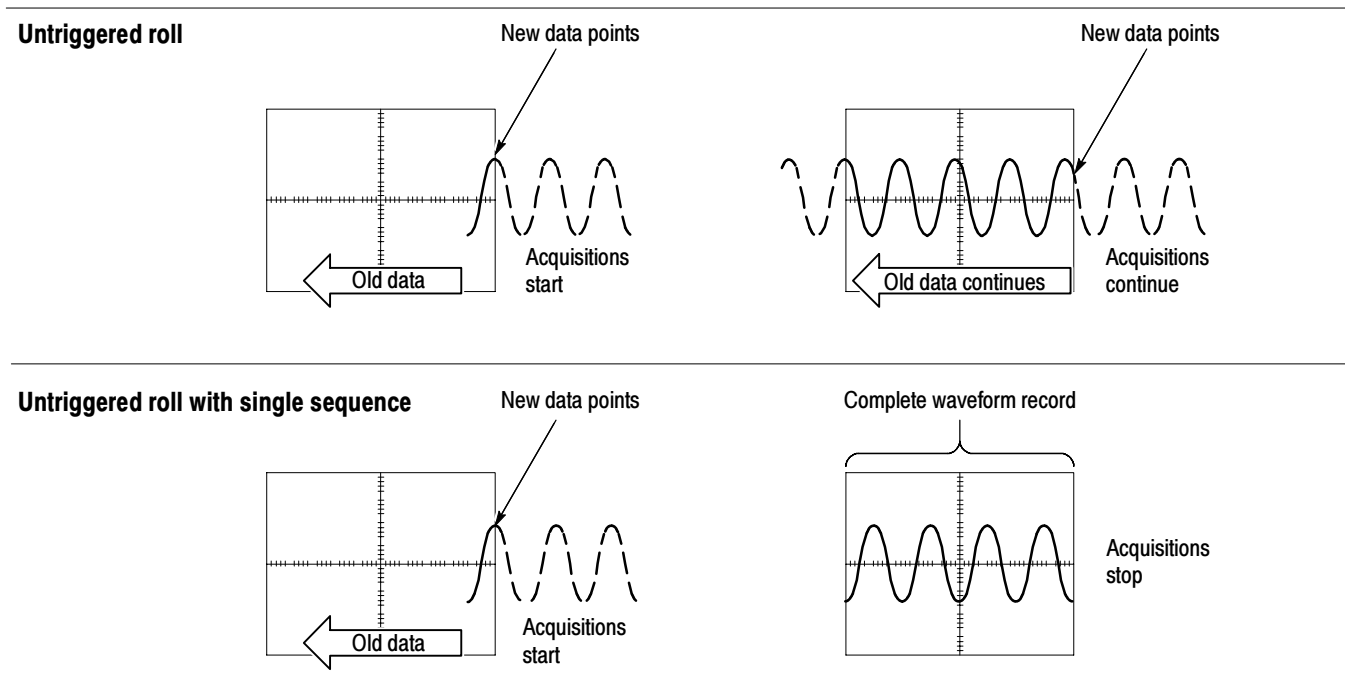 Untriggered roll
New data points
New data points
Acquisitions
start
Old data
Acquisitions
continue
Old data continues
Untriggered roll with single sequence
New data points
Complete waveform record
Acquisitions
stop
Acquisitions
start
Old data